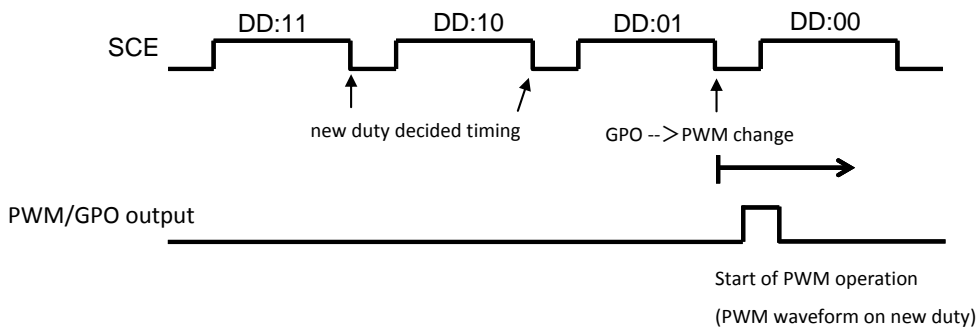 DD:11 DD:10 DD:01 DD:00
SCE
new duty decided timing
GPO --＞PWM change
PWM/GPO output
Start of PWM operation
(PWM waveform on new duty)